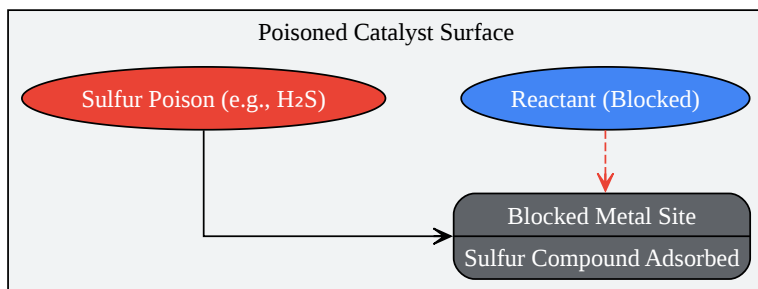 Poisoned Catalyst Surface
Sulfur Poison (e.g., H₂S)
Reactant (Blocked)
Blocked Metal Site
Sulfur Compound Adsorbed